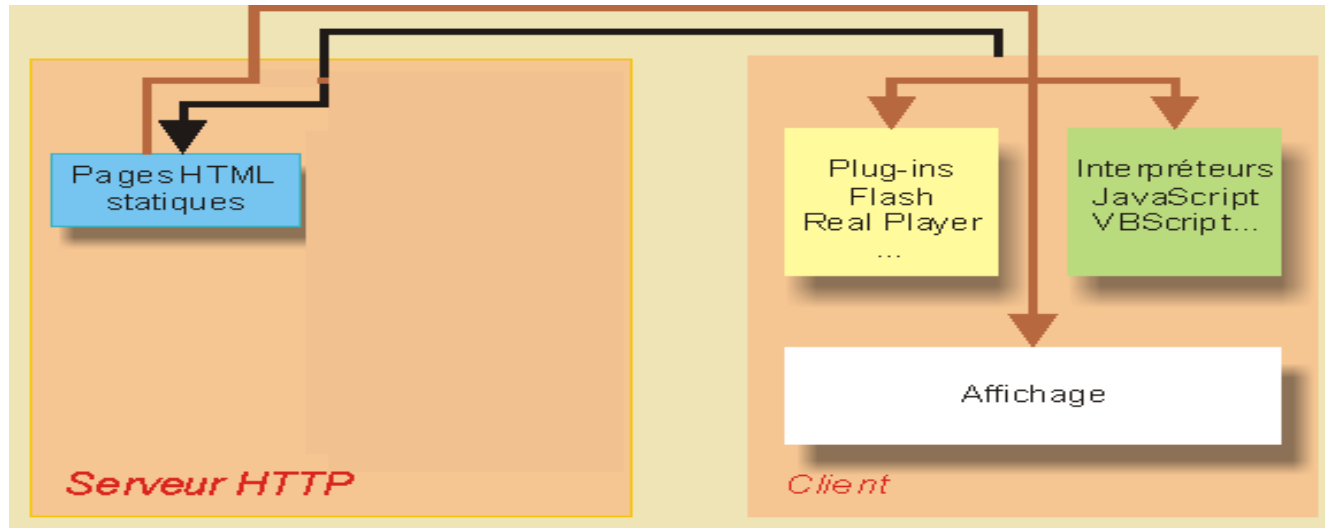 Pages HTML
statiques
Serveur HTTP
Plug-ins
Flash
Real Player
...
Interpréteurs
JavaScript
VBScript...
Affichage
Client